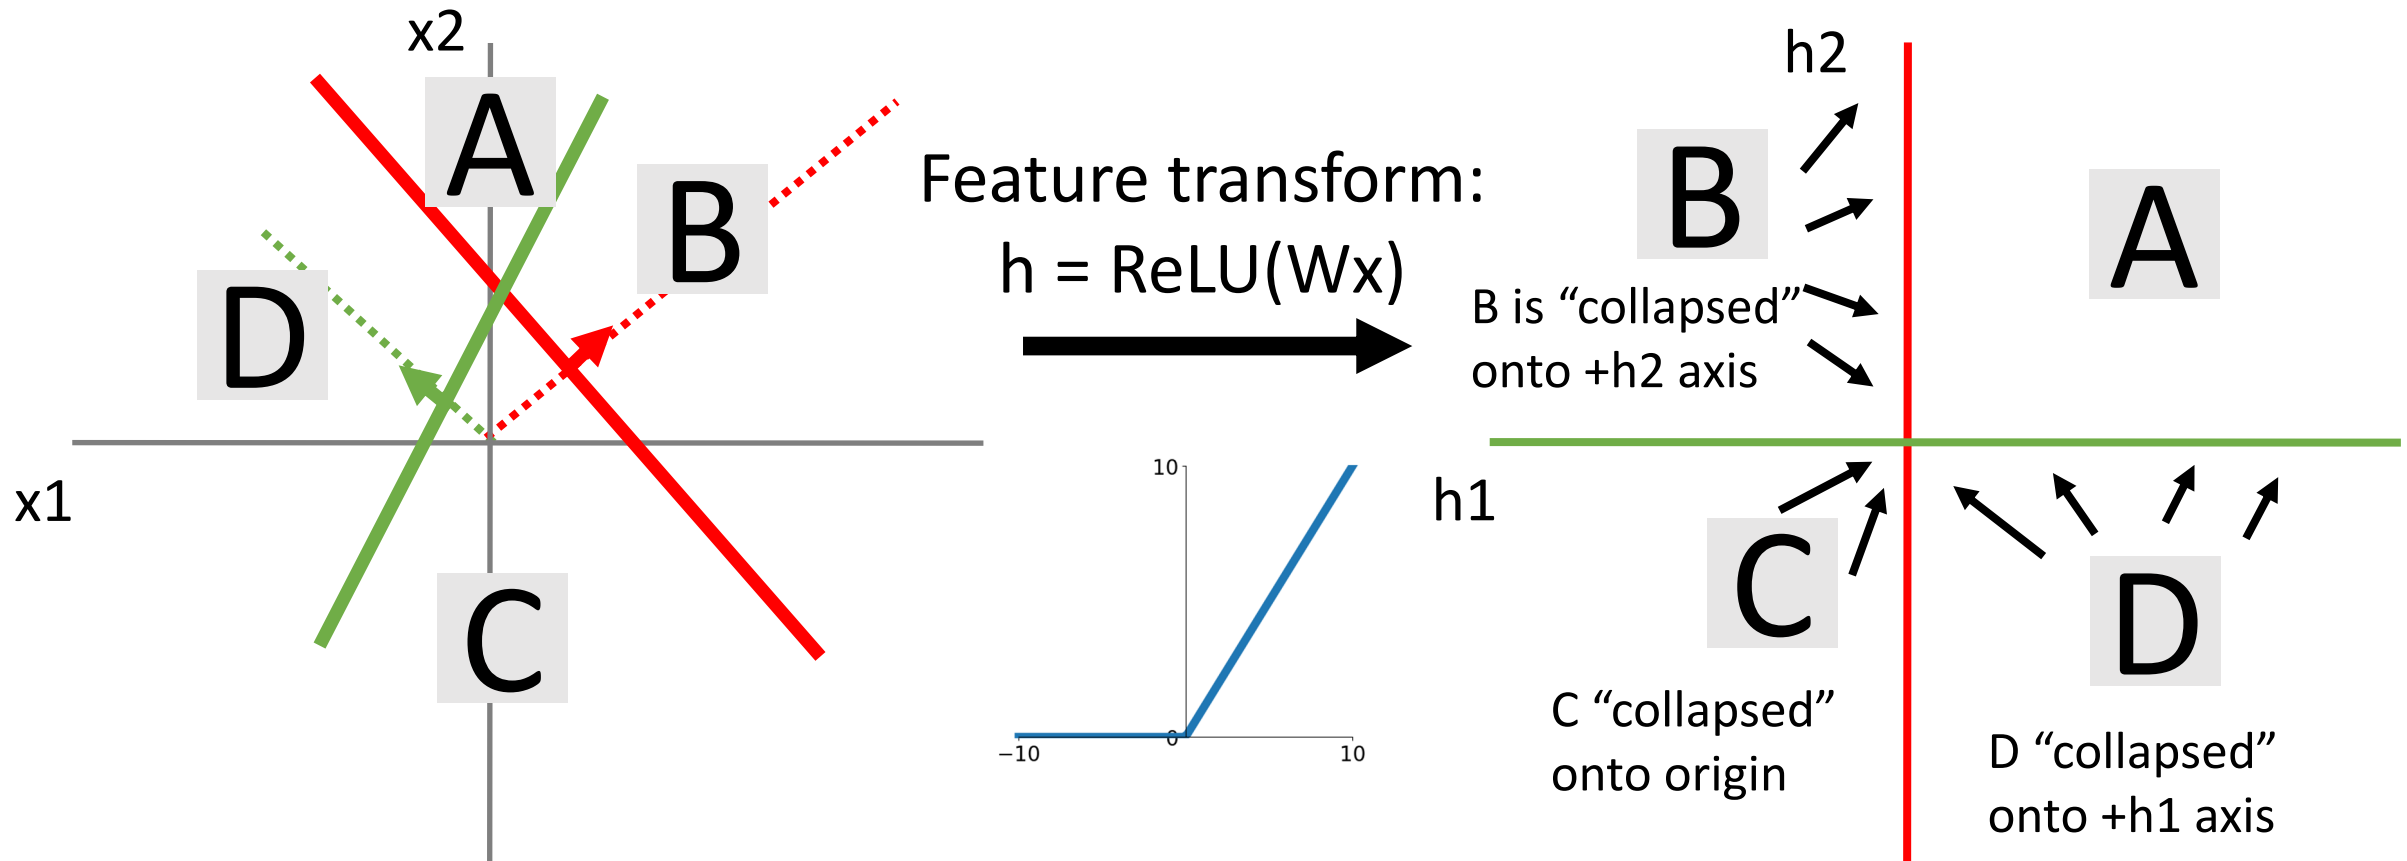 x2
A
B
D
x1
C
Feature transform:
h = ReLU(Wx)
10
0
−10
10
h2
B
A
B is “collapsed”
onto +h2 axis
h1
C
D
C “collapsed”
onto origin
D “collapsed”
onto +h1 axis